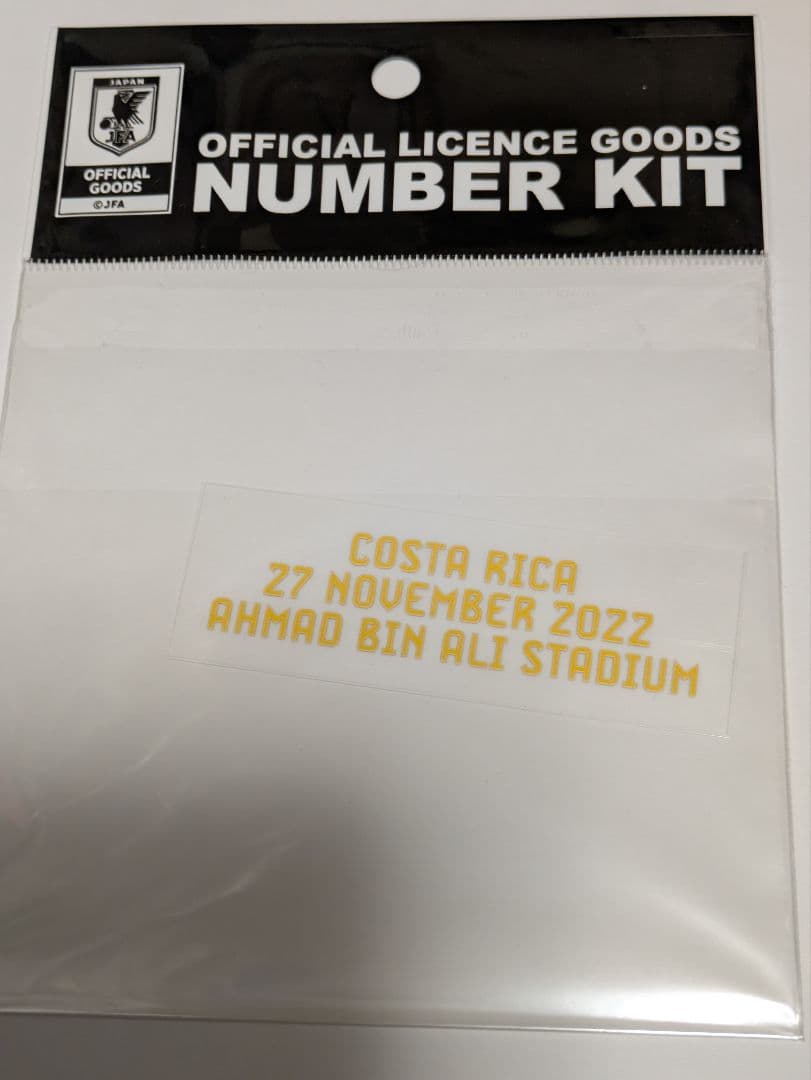 JAPAN
JFA
OFFICIAL
GOODS
©JFA
OFFICIAL LICENCE GOODS
NUMBER KIT
COSTA RICA
27 NOVEMBER 2022
AHMAD BIN ALI STADIUM